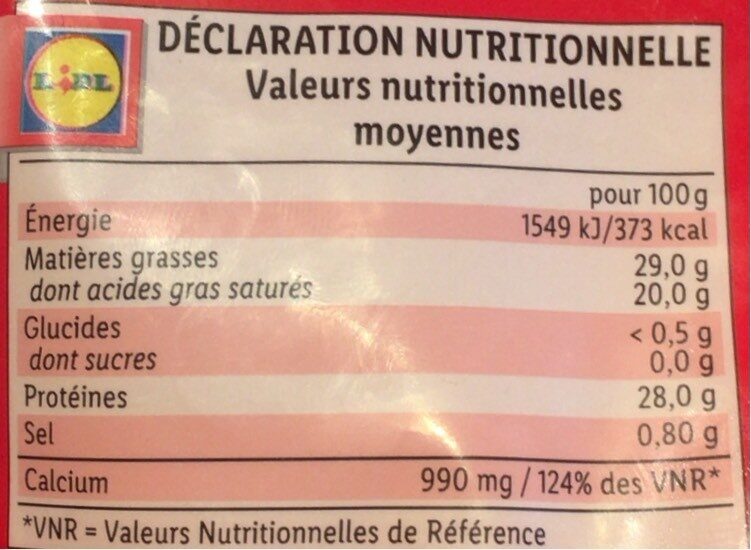 LIDL
DÉCLARATION NUTRITIONNELLE
Valeurs nutritionnelles
moyennes
pour 100g
Énergie 1549 kJ/373 kcal
Matières grasses 29,0 g
dont acides gras saturés 20,0 g
Glucides < 0,5 g
dont sucres 0,0 g
Protéines 28,0 g
Sel 0,80 g
Calcium 990 mg / 124% des VNR*
*VNR = Valeurs Nutritionnelles de Référence